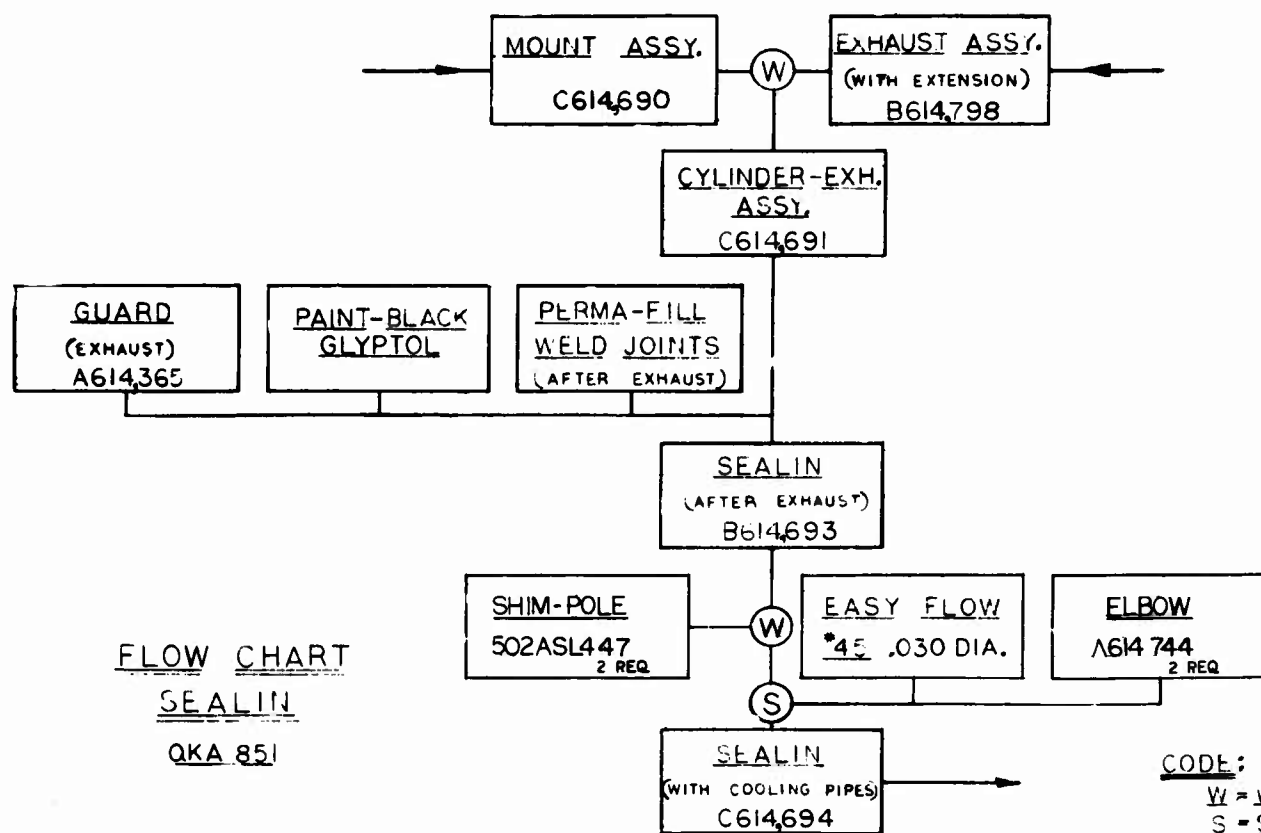 MOUNT ASSY.
C614,690
W
EXHAUST ASSY.
(WITH EXTENSION)
B614,798
CYLINDER-EXH.
ASSY.
C614,691
GUARD
(EXHAUST)
A614,365
PAINT-BLACK
GLYPTOL
PERMA-FILL
WELD JOINTS
(AFTER EXHAUST)
SEALIN
(AFTER EXHAUST)
B614,693
SHIM-POLE
502ASL447
2 REQ
W
EASY FLOW
#45 .030 DIA.
ELBOW
A614744
2 REQ
S
SEALIN
(WITH COOLING PIPES)
C614,694
FLOW CHART
SEALIN
QKA 851
CODE:
W =
S =